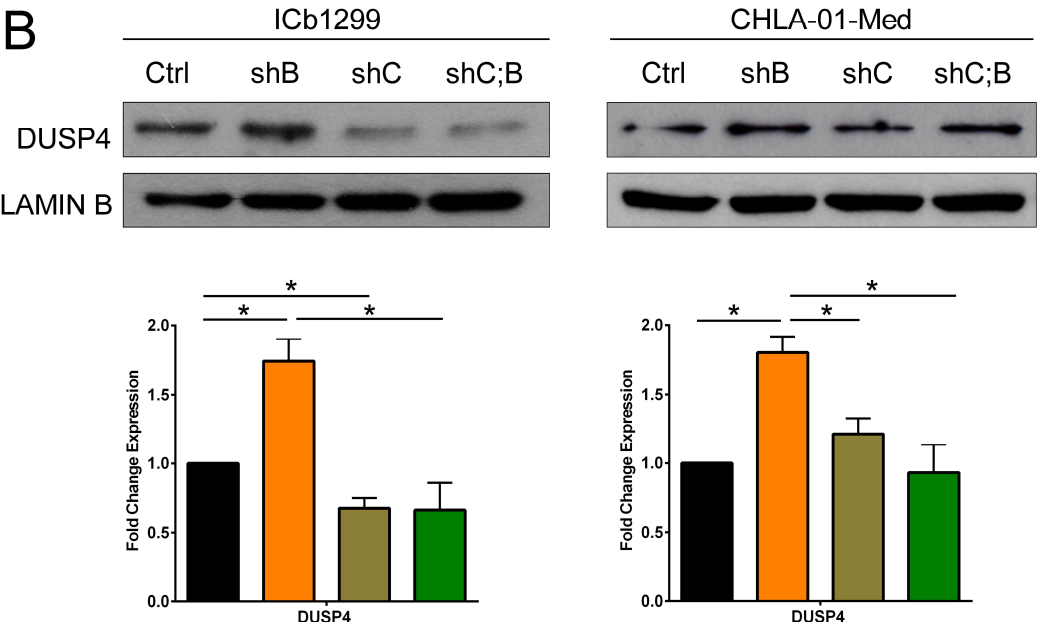 B
ICb1299 CHLA-01-Med
Ctrl shB shC shC;B Ctrl shB shC shC;B
DUSP4
LAMIN B
* *
* * * *
2.0 2.0
1.5 1.5
1.0 1.0
0.5 0.5
0.0 0.0
Fold Change Expression Fold Change Expression
DUSP4 DUSP4